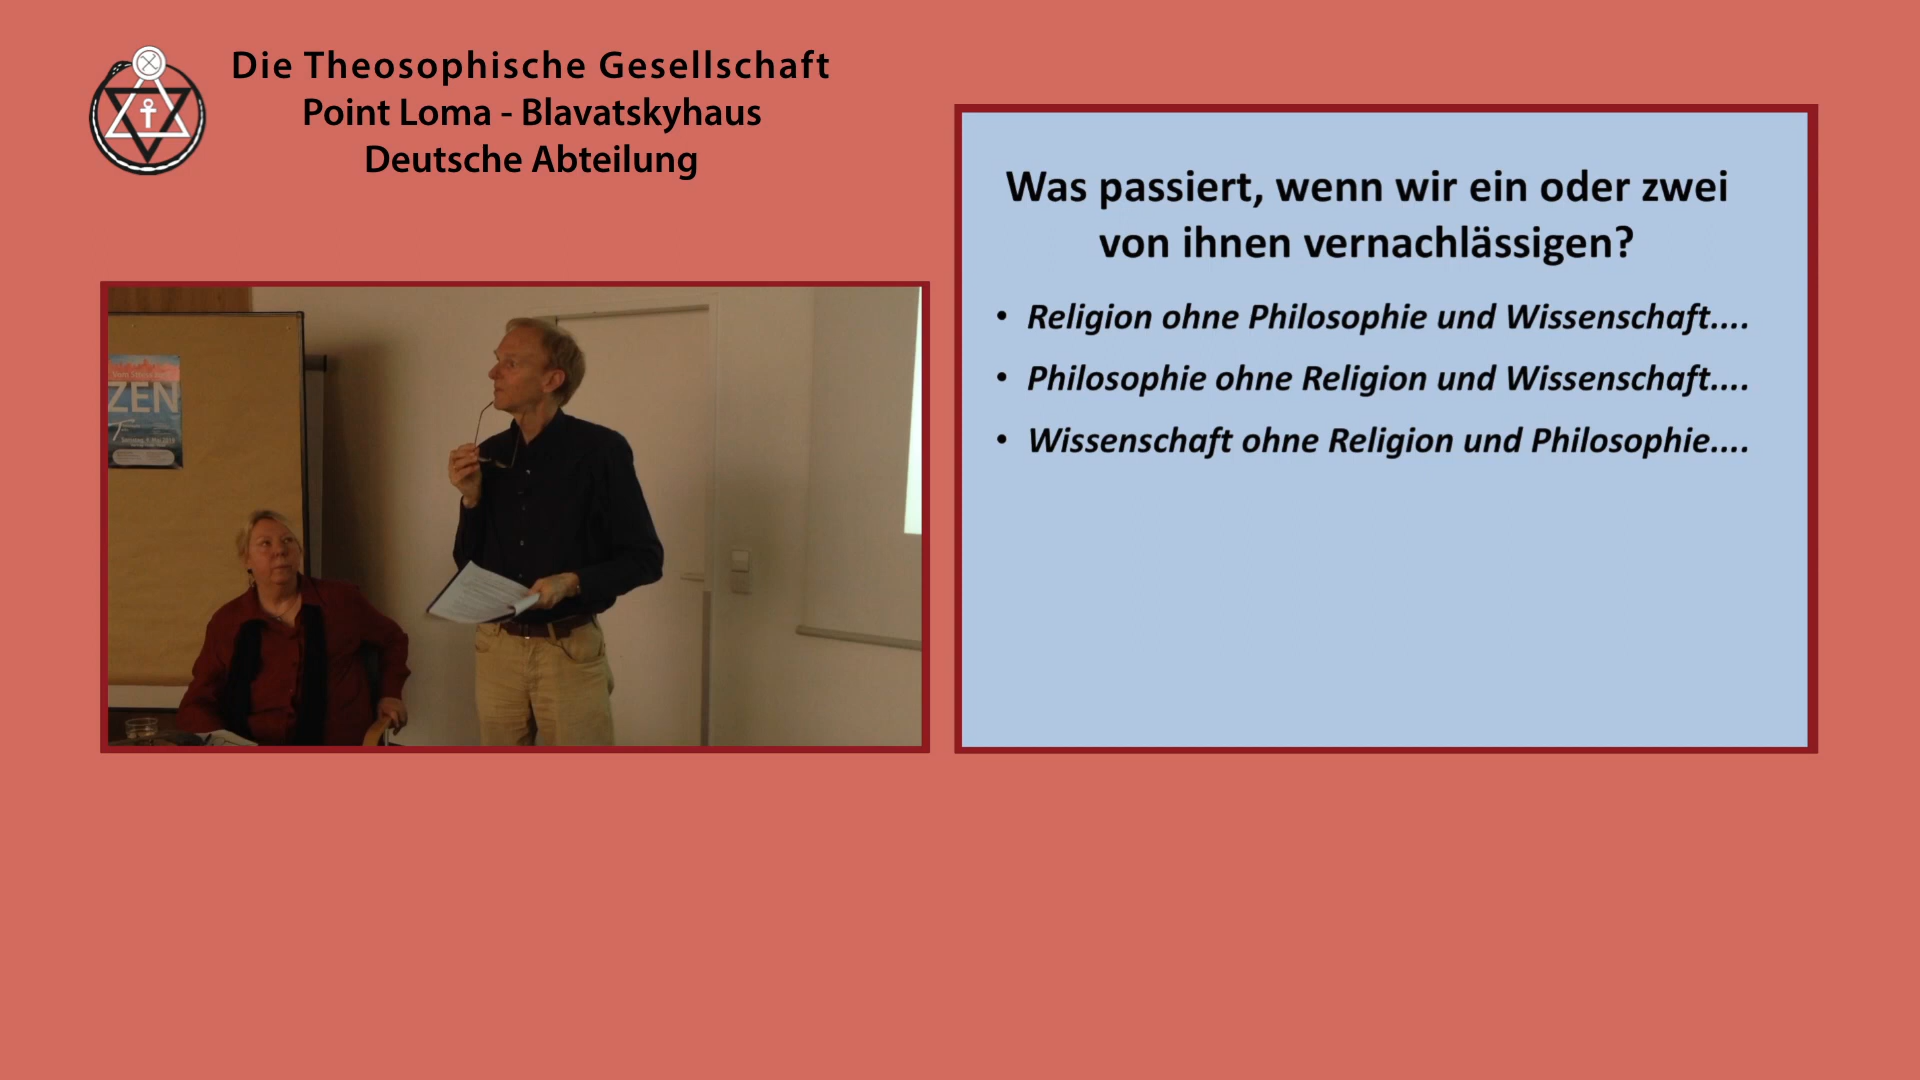 Die Theosophische Gesellschaft
Point Loma - Blavatskyhaus
Deutsche Abteilung
Was passiert, wenn wir ein oder zwei
von ihnen vernachlässigen?
• Religion ohne Philosophie und Wissenschaft....
• Philosophie ohne Religion und Wissenschaft....
• Wissenschaft ohne Religion und Philosophie....
ZEN